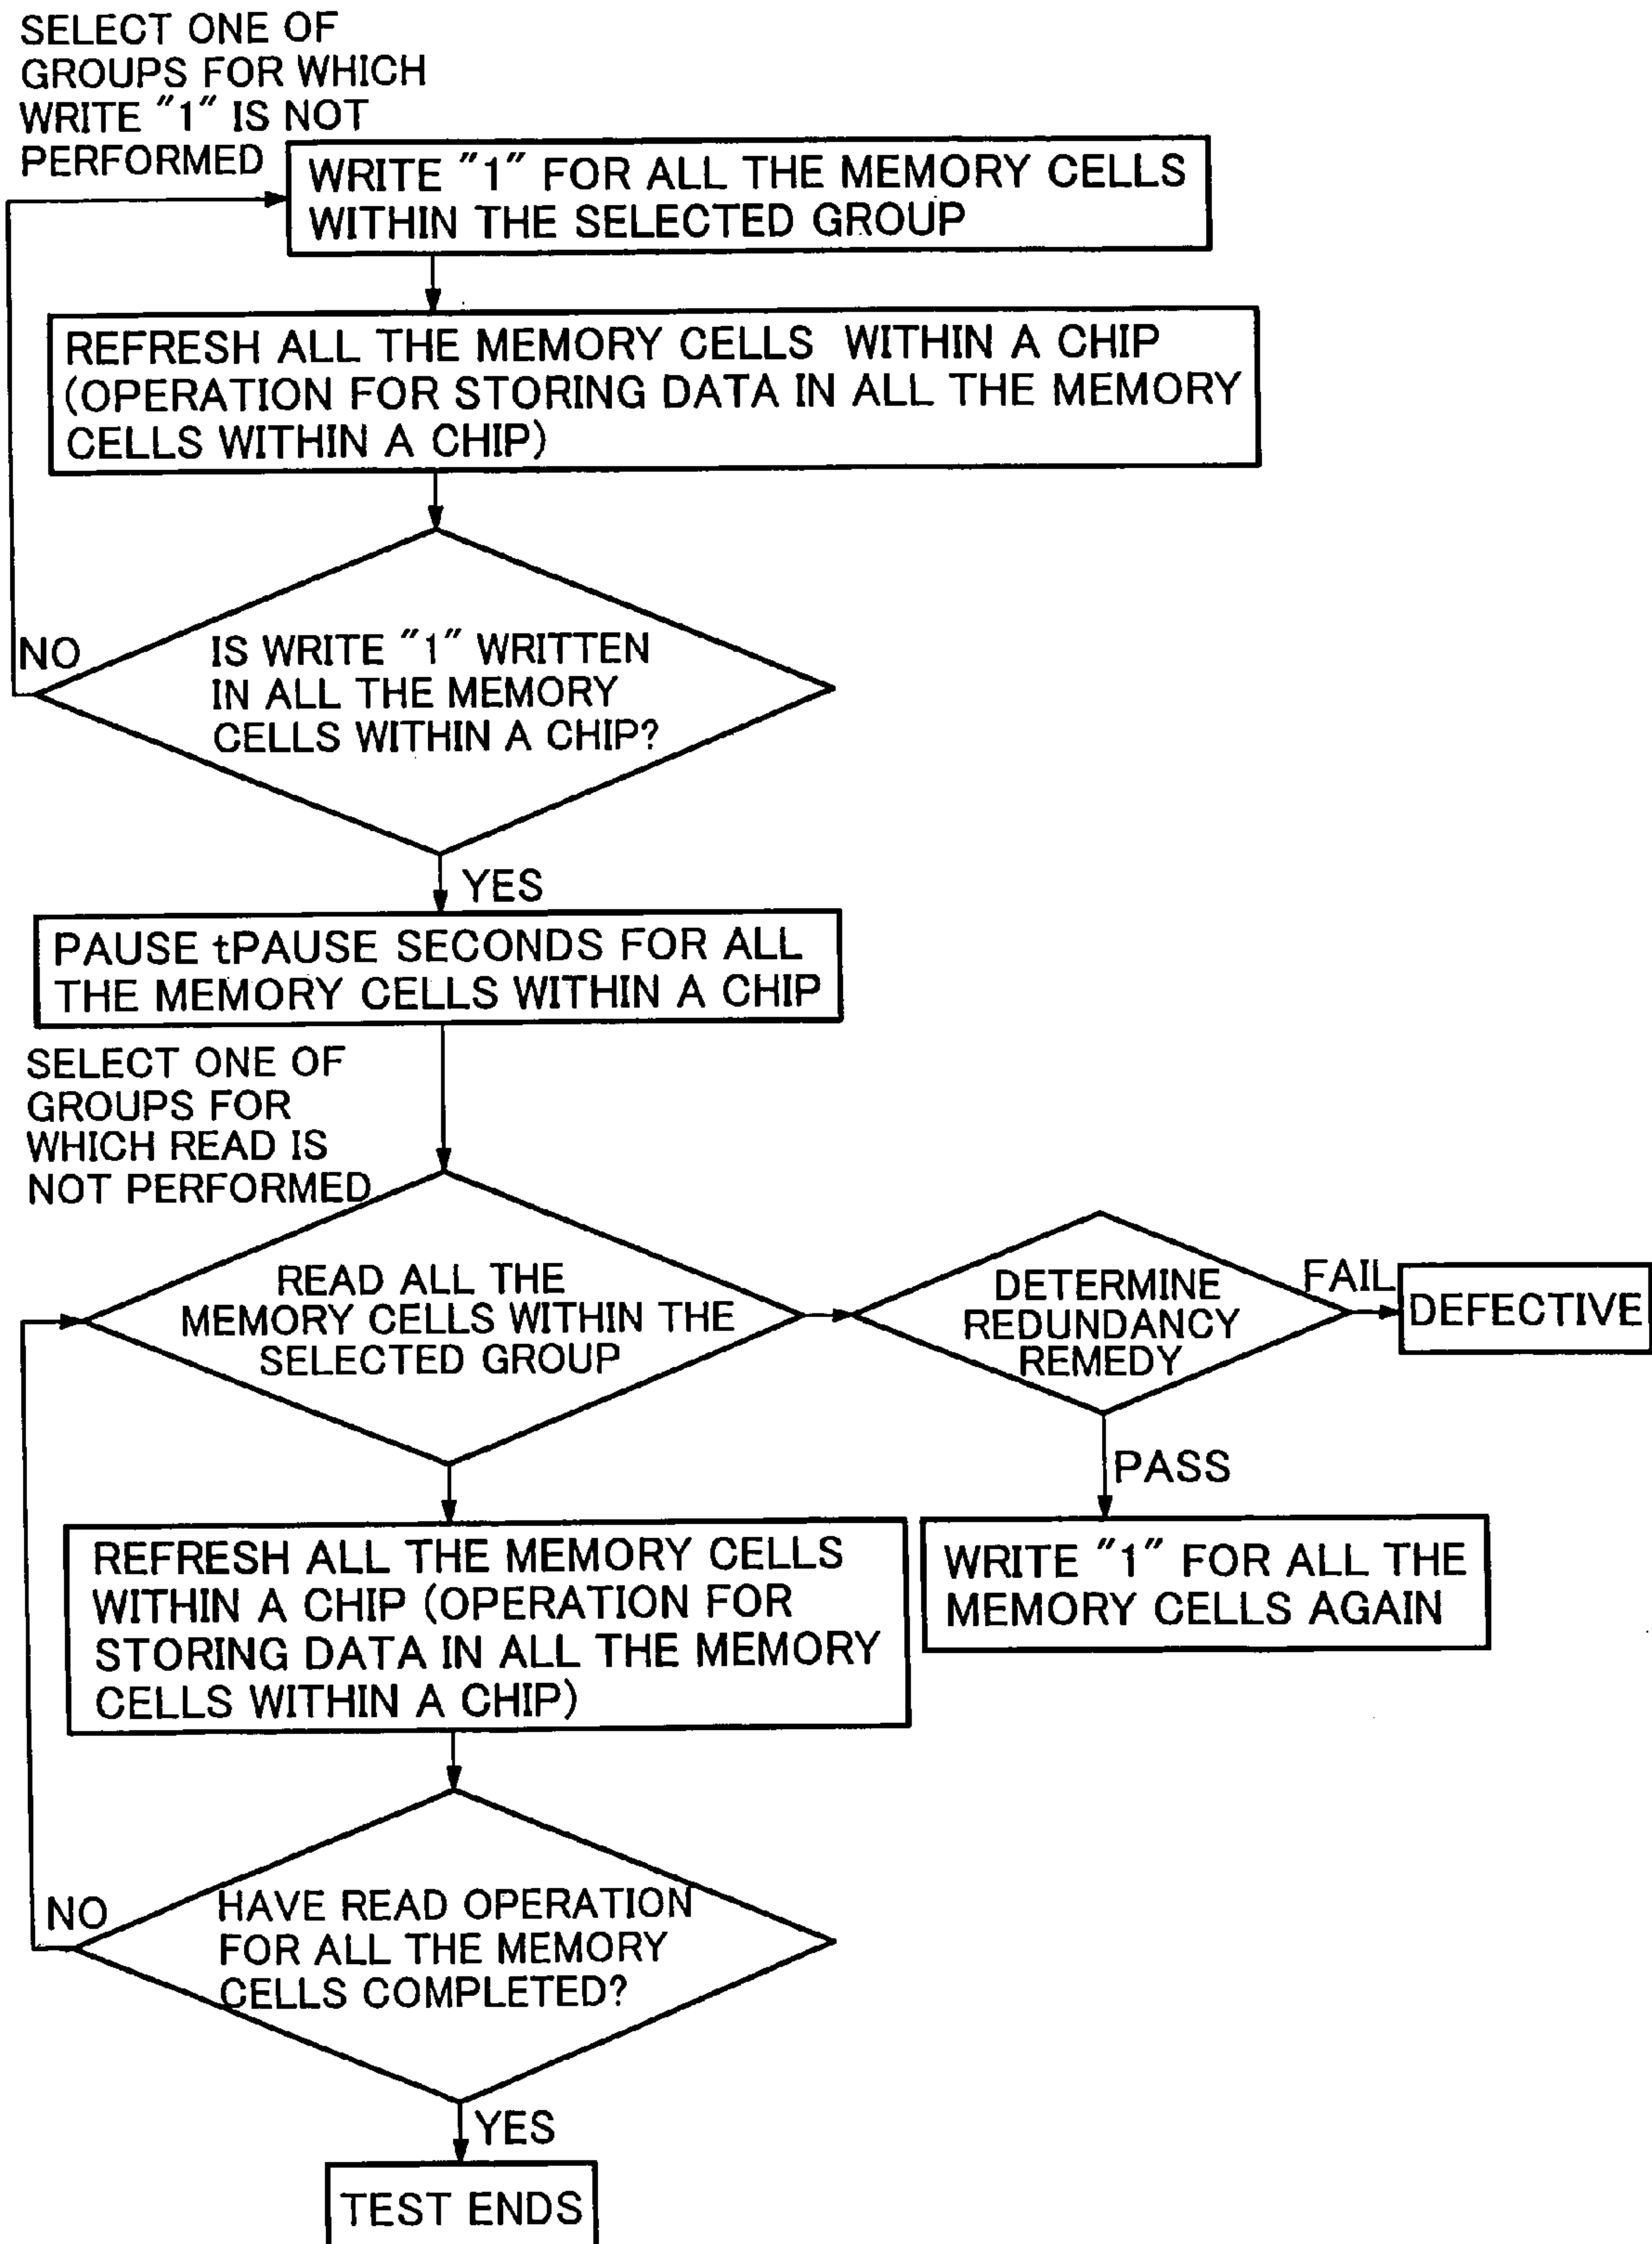 SELECT ONE OF
GROUPS FOR WHICH
WRITE ″1″ IS NOT
PERFORMED
WRITE ″1″ FOR ALL THE MEMORY CELLS
WITHIN THE SELECTED GROUP
REFRESH ALL THE MEMORY CELLS WITHIN A CHIP
(OPERATION FOR STORING DATA IN ALL THE MEMORY
CELLS WITHIN A CHIP)
NO
IS WRITE ″1″ WRITTEN
IN ALL THE MEMORY
CELLS WITHIN A CHIP?
YES
PAUSE tPAUSE SECONDS FOR ALL
THE MEMORY CELLS WITHIN A CHIP
SELECT ONE OF
GROUPS FOR
WHICH READ IS
NOT PERFORMED
READ ALL THE
MEMORY CELLS WITHIN THE
SELECTED GROUP
DETERMINE
REDUNDANCY
REMEDY
FAIL
DEFECTIVE
PASS
REFRESH ALL THE MEMORY CELLS
WITHIN A CHIP (OPERATION FOR
STORING DATA IN ALL THE MEMORY
CELLS WITHIN A CHIP)
WRITE ″1″ FOR ALL THE
MEMORY CELLS AGAIN
NO
HAVE READ OPERATION
FOR ALL THE MEMORY
CELLS COMPLETED?
YES
TEST ENDS